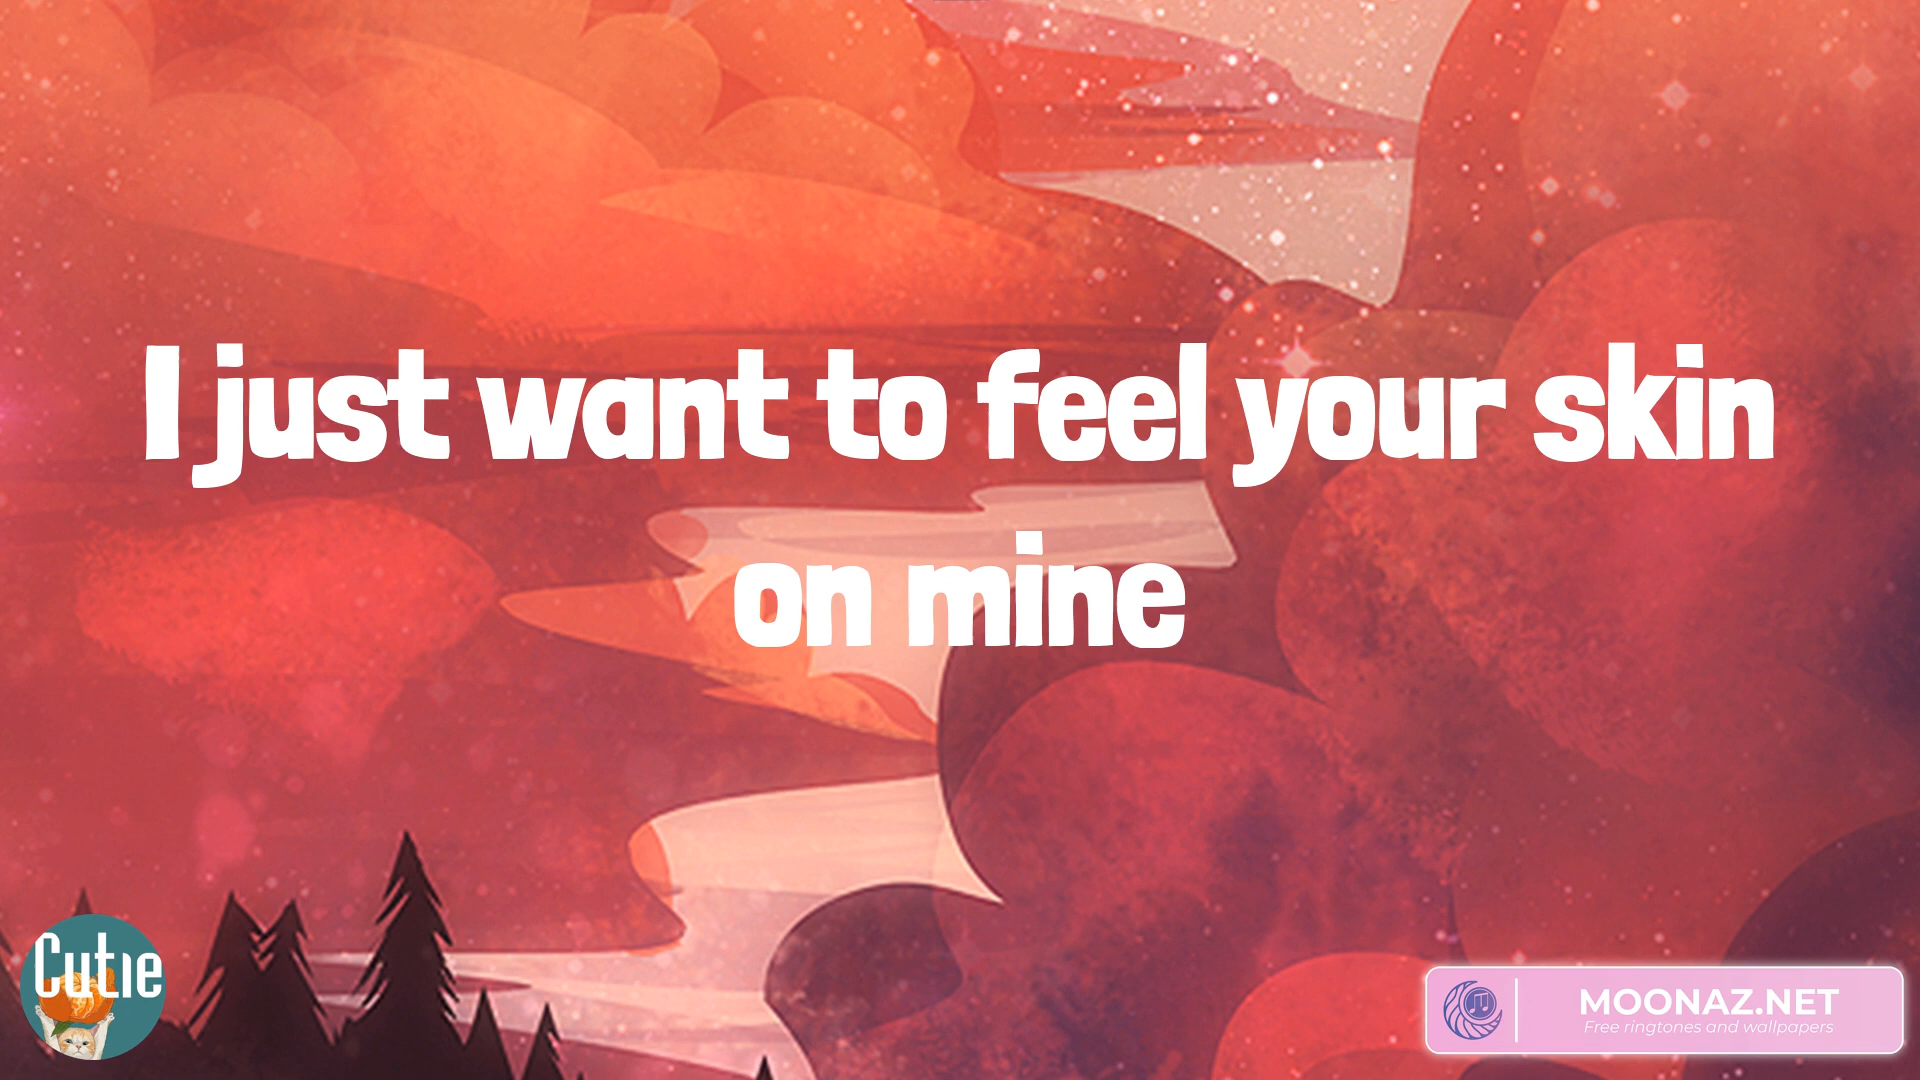 I just want to feel your skin
on mine
Cutie
MOONAZ.NET
Free ringtones and wallpapers